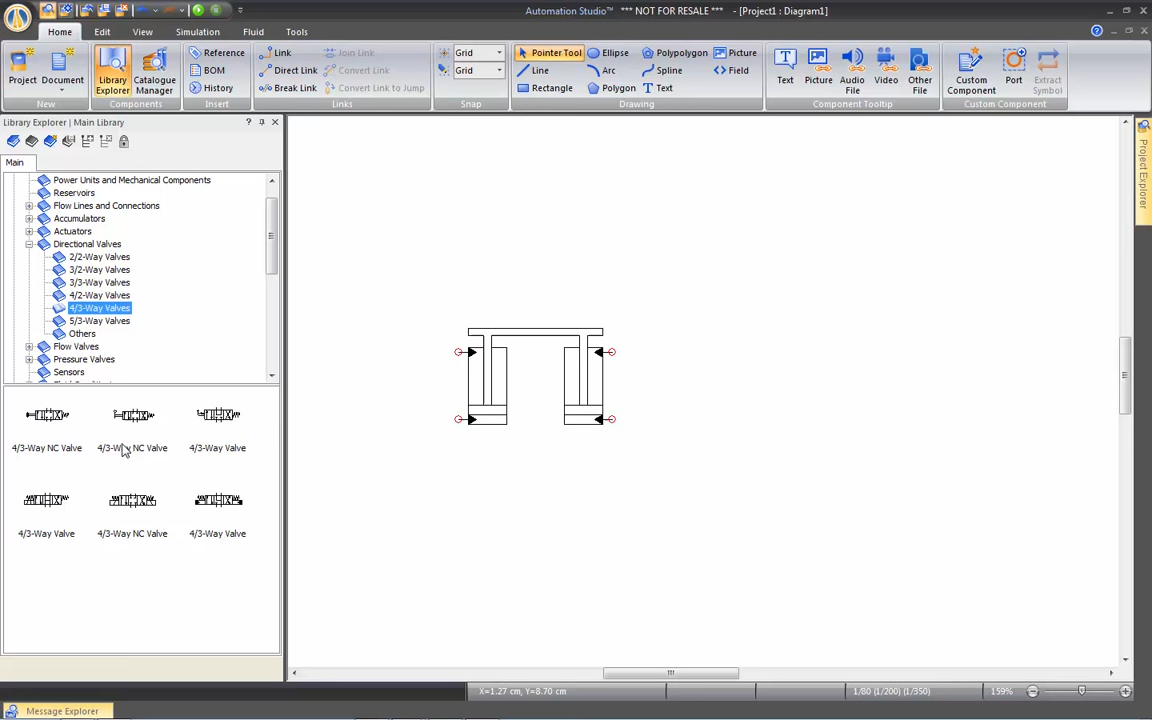 Automation Studio™ *** NOT FOR RESALE *** - [Project1 : Diagram1]
Home Edit View Simulation Fluid Tools
Project
Document
New
Library Explorer
Catalogue Manager
Components
Reference
BOM
History
Insert
Link
Direct Link
Break Link
Join Link
Convert Link
Convert Link to Jump
Links
Grid
Grid
Snap
Pointer Tool
Line
Rectangle
Ellipse
Arc
Polygon
Polypolygon
Spline
Text
Picture
Field
Drawing
Text
Picture
Audio File
Video
Other File
Component Tooltip
Custom Component
Port
Extract Symbol
Custom Component
Library Explorer | Main Library
Main
Power Units and Mechanical Components
Reservoirs
Flow Lines and Connections
Accumulators
Actuators
Directional Valves
2/2-Way Valves
3/2-Way Valves
3/3-Way Valves
4/2-Way Valves
4/3-Way Valves
5/3-Way Valves
Others
Flow Valves
Pressure Valves
Sensors
4/3-Way NC Valve 4/3-Way NC Valve 4/3-Way Valve
4/3-Way Valve 4/3-Way NC Valve 4/3-Way Valve
Project Explorer
X=1.27 cm, Y=8.70 cm
1/80 (1/200) (1/350)
159%
Message Explorer